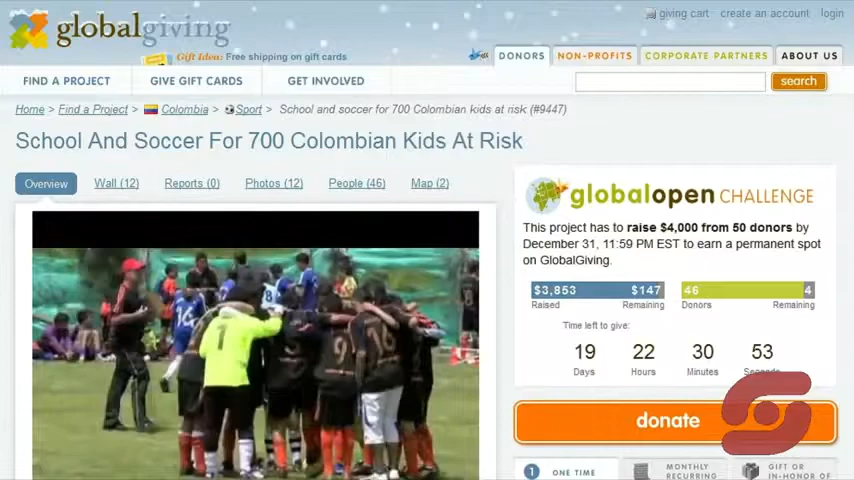 globalgiving
giving cart
create an account
login
Gift Idea: Free shipping on gift cards
DONORS
NON-PROFITS
CORPORATE PARTNERS
ABOUT US
FIND A PROJECT
GIVE GIFT CARDS
GET INVOLVED
search
Home > Find a Project > Colombia > Sport > School and soccer for 700 Colombian kids at risk (#9447)
School And Soccer For 700 Colombian Kids At Risk
Overview
Wall (12)
Reports (0)
Photos (12)
People (46)
Map (2)
globalopen CHALLENGE
This project has to raise $4,000 from 50 donors by
December 31, 11:59 PM EST to earn a permanent spot
on GlobalGiving.
$3,853 $147
46 4
Raised Remaining
Donors Remaining
Time left to give:
19 22 30 53
Days Hours Minutes
donate
1 ONE TIME
MONTHLY
RECURRING
GIFT OR
IN-HONOR OF
14
8
1
9
16